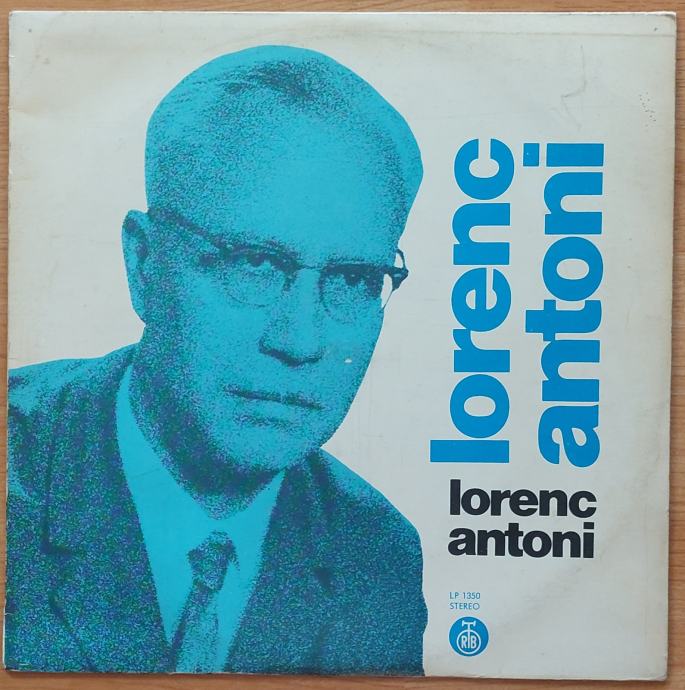 lorenc
antoni
lorenc
antoni
LP 1350
STEREO
RTB